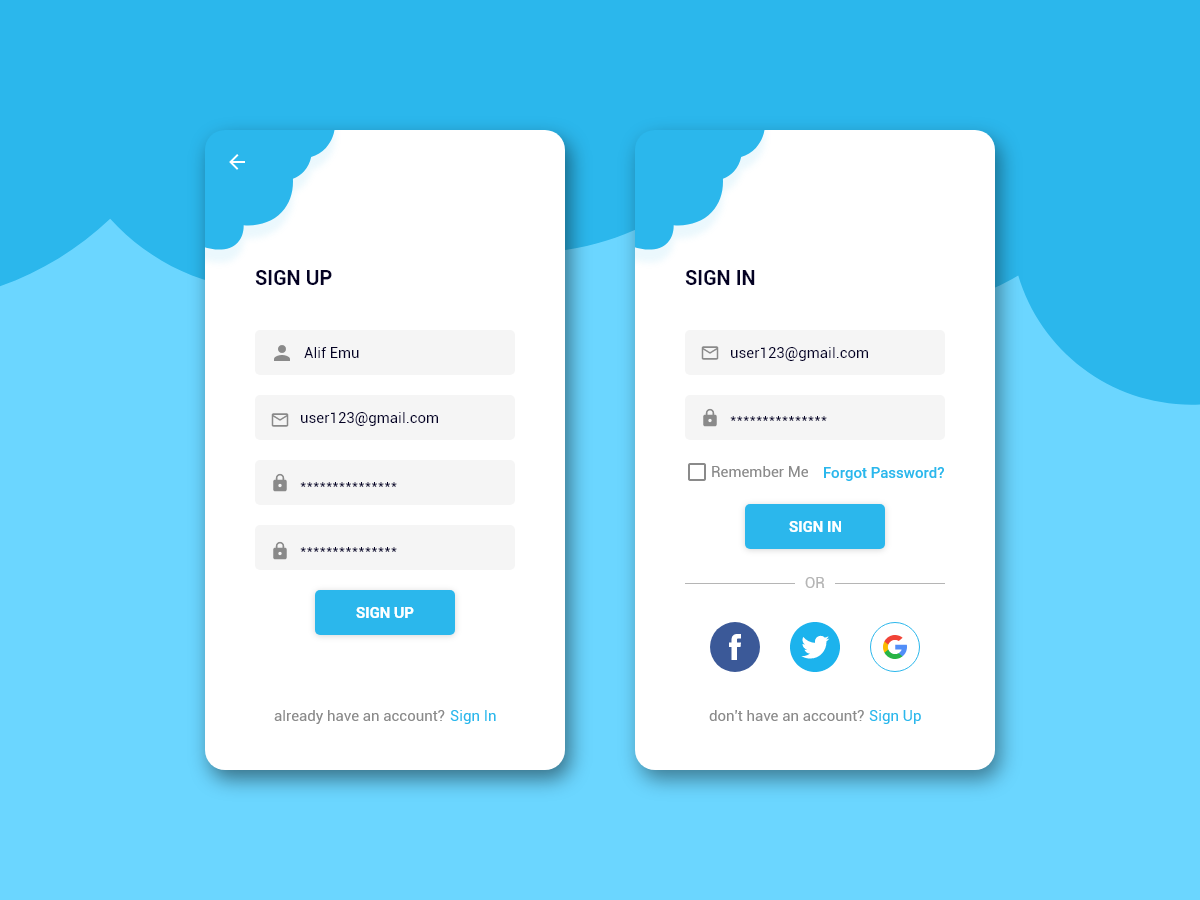 SIGN UP
Alif Emu
user123@gmail.com
***************
***************
SIGN UP
already have an account? Sign In
SIGN IN
user123@gmail.com
***************
Remember Me Forgot Password?
SIGN IN
OR
don't have an account? Sign Up